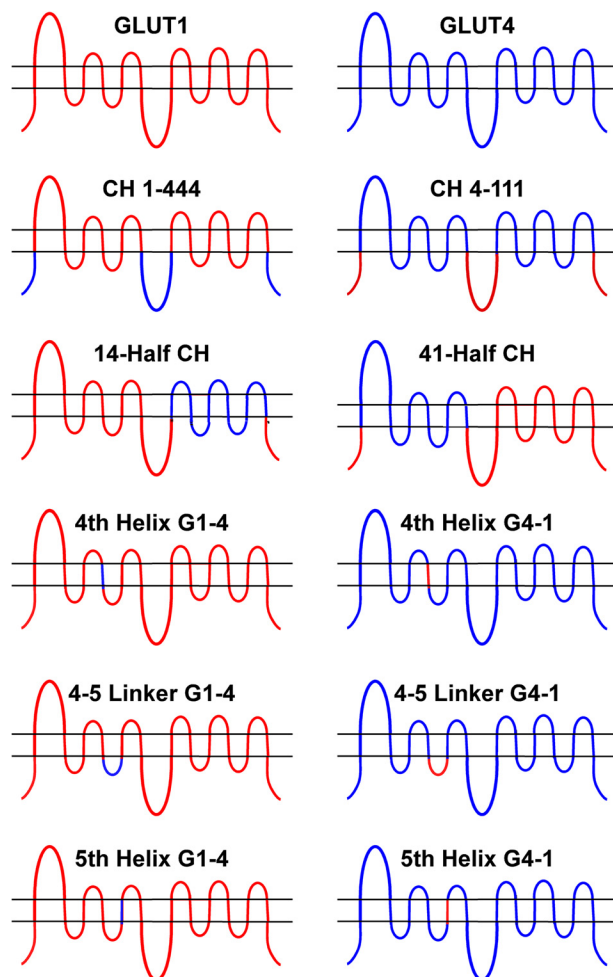 GLUT1
GLUT4
CH 1-444
CH 4-111
14-Half CH
41-Half CH
4th Helix G1-4
4th Helix G4-1
4-5 Linker G1-4
4-5 Linker G4-1
5th Helix G1-4
5th Helix G4-1